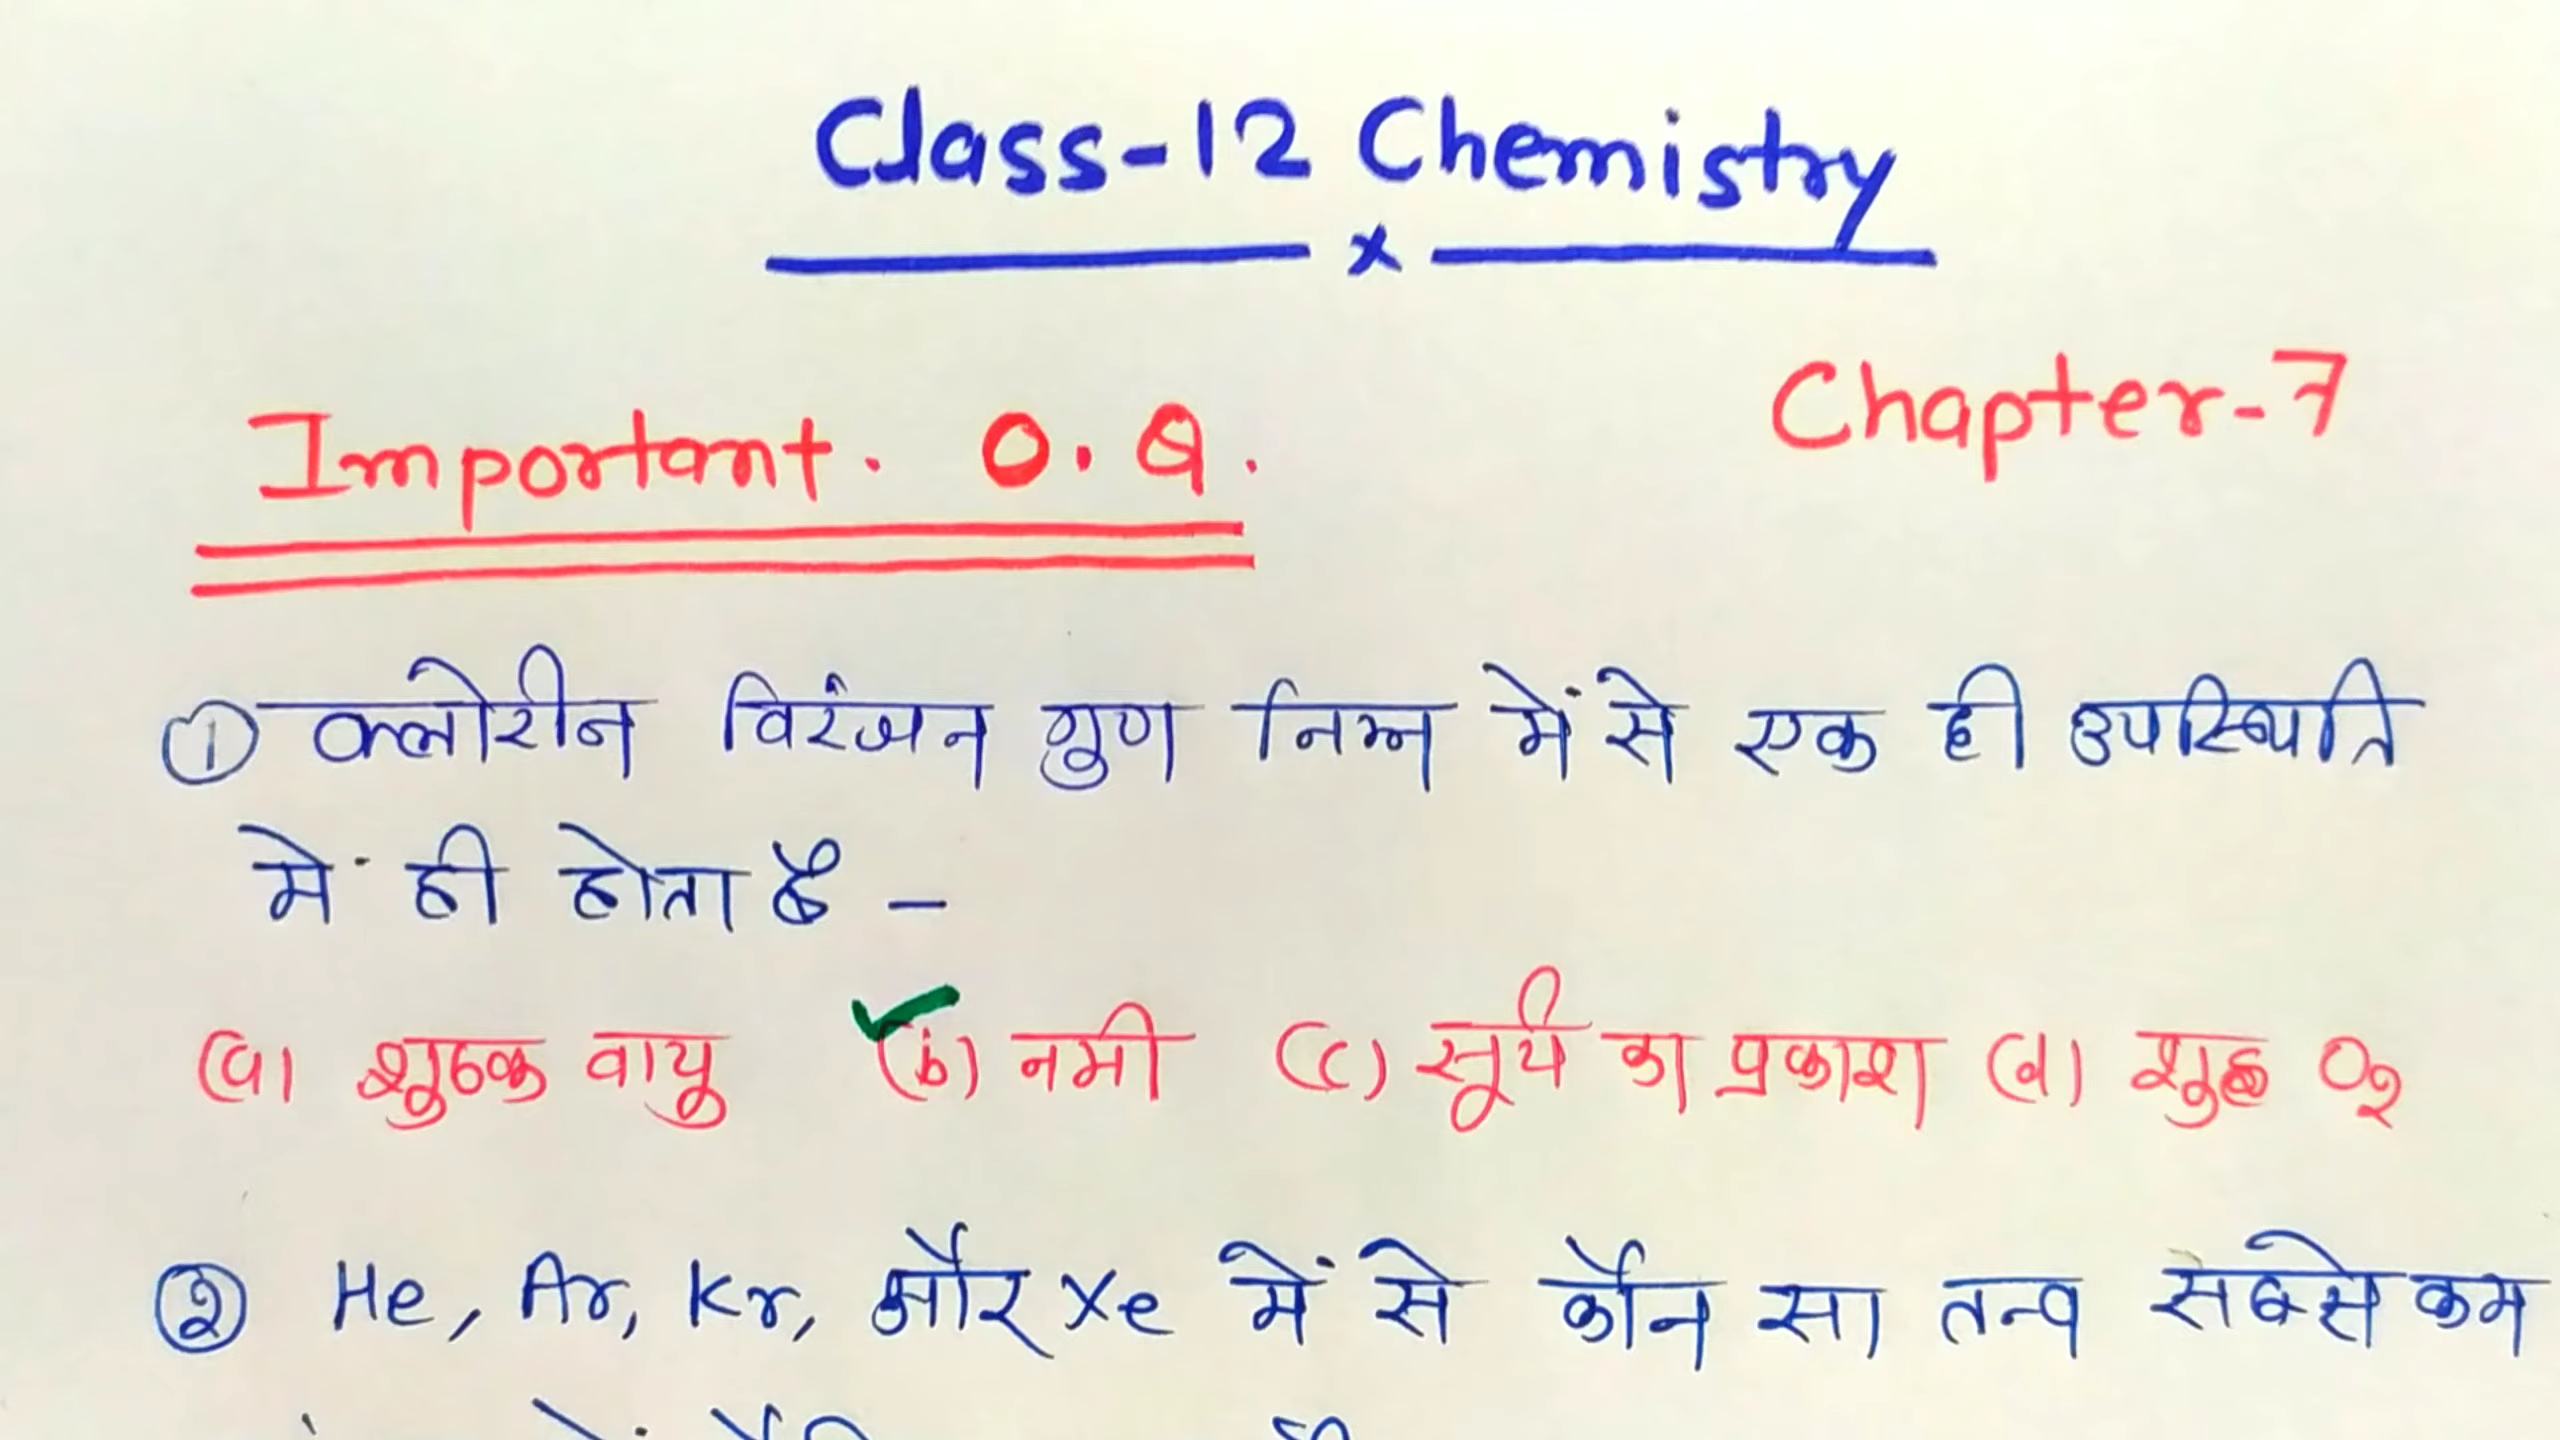 Class-12 Chemistry
x
Chapter-7
Important. O.Q.
① क्लोरीन विरंजन गुण निम्न में से एक ही उपस्थिति
में ही होता है -
(a) शुष्क वायु (b) नमी (c) सूर्य का प्रकाश (d) शुद्ध O₂
② He, Ar, Kr, और Xe में से कौन सा तत्व सबसे कम